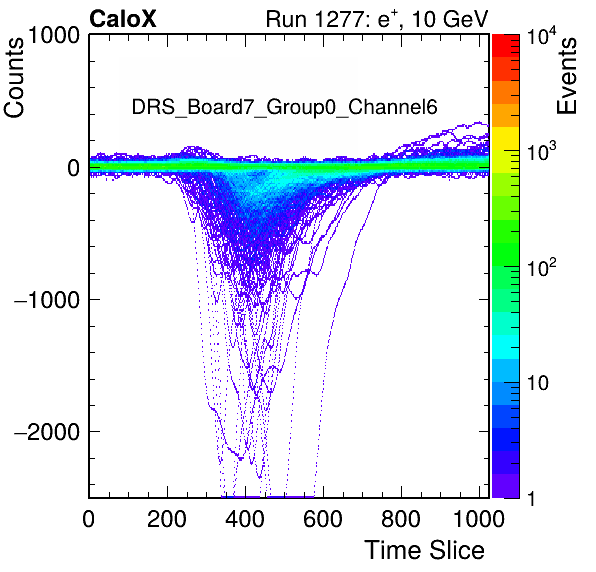 CaloX Run 1277: e⁺, 10 GeV
Counts
Events
DRS_Board7_Group0_Channel6
1000
0
−1000
−2000
0 200 400 600 800 1000
Time Slice
10⁴
10³
10²
10
1